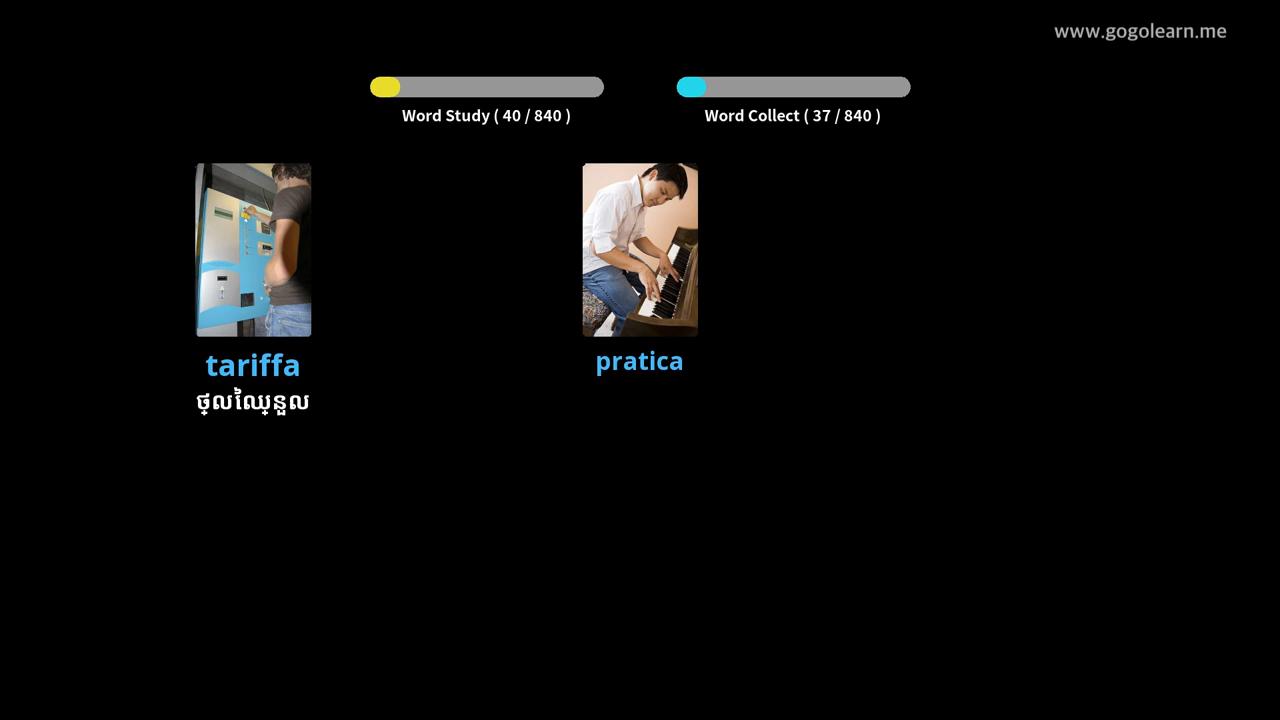 www.gogolearn.me
Word Study ( 40 / 840 )
Word Collect ( 37 / 840 )
tariffa
ថ្លៃឈ្នួល
pratica